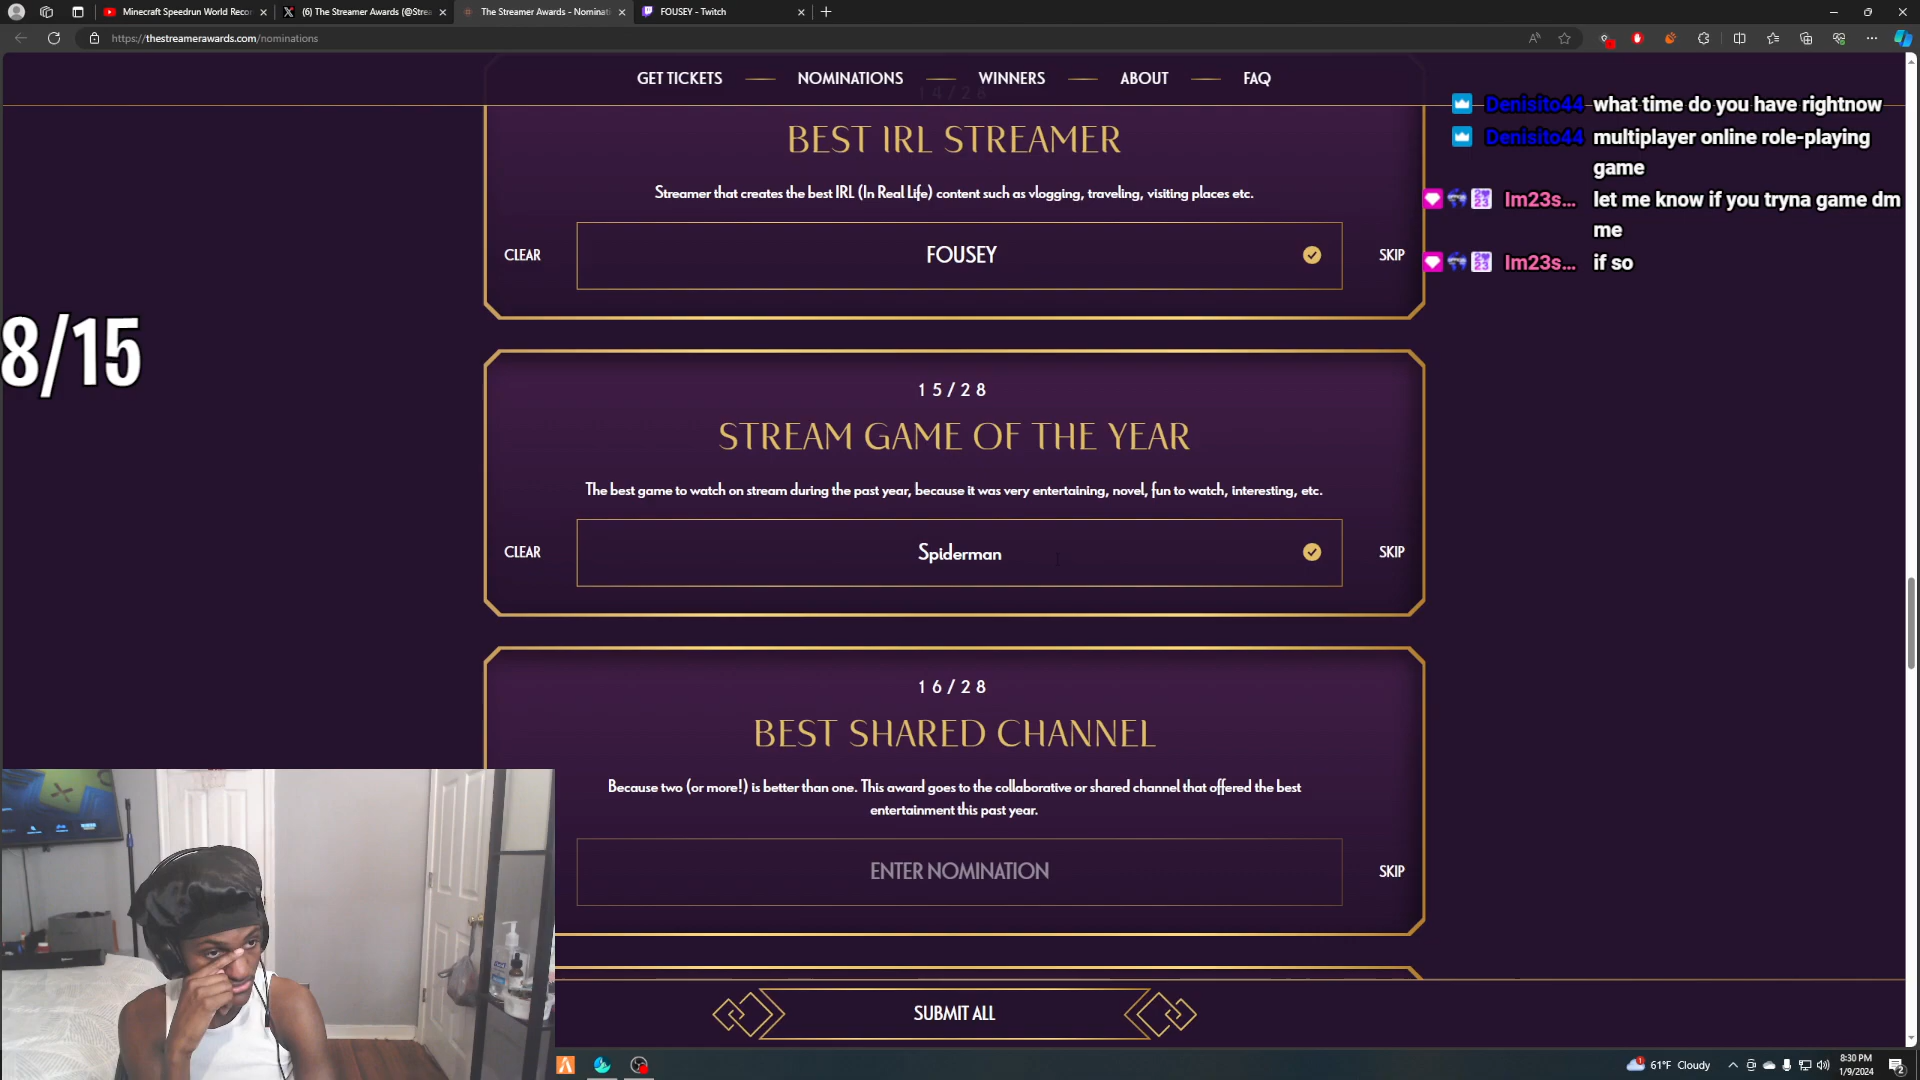 Minecraft Speedrun World Reco
(6) The Streamer Awards (@Strea
The Streamer Awards - Nominati
FOUSEY - Twitch
https://thestreamerawards.com/nominations
GET TICKETS
NOMINATIONS
WINNERS
ABOUT
FAQ
14/28
BEST IRL STREAMER
Streamer that creates the best IRL (In Real Life) content such as vlogging, traveling, visiting places etc.
CLEAR
FOUSEY
SKIP
Denisito44 what time do you have rightnow
Denisito44 multiplayer online role-playing
game
Im23s... let me know if you tryna game dm
me
Im23s... if so
8/15
15/28
STREAM GAME OF THE YEAR
The best game to watch on stream during the past year, because it was very entertaining, novel, fun to watch, interesting, etc.
CLEAR
Spiderman
SKIP
16/28
BEST SHARED CHANNEL
Because two (or more!) is better than one. This award goes to the collaborative or shared channel that offered the best
entertainment this past year.
ENTER NOMINATION
SKIP
SUBMIT ALL
61°F Cloudy
8:30 PM
1/9/2024